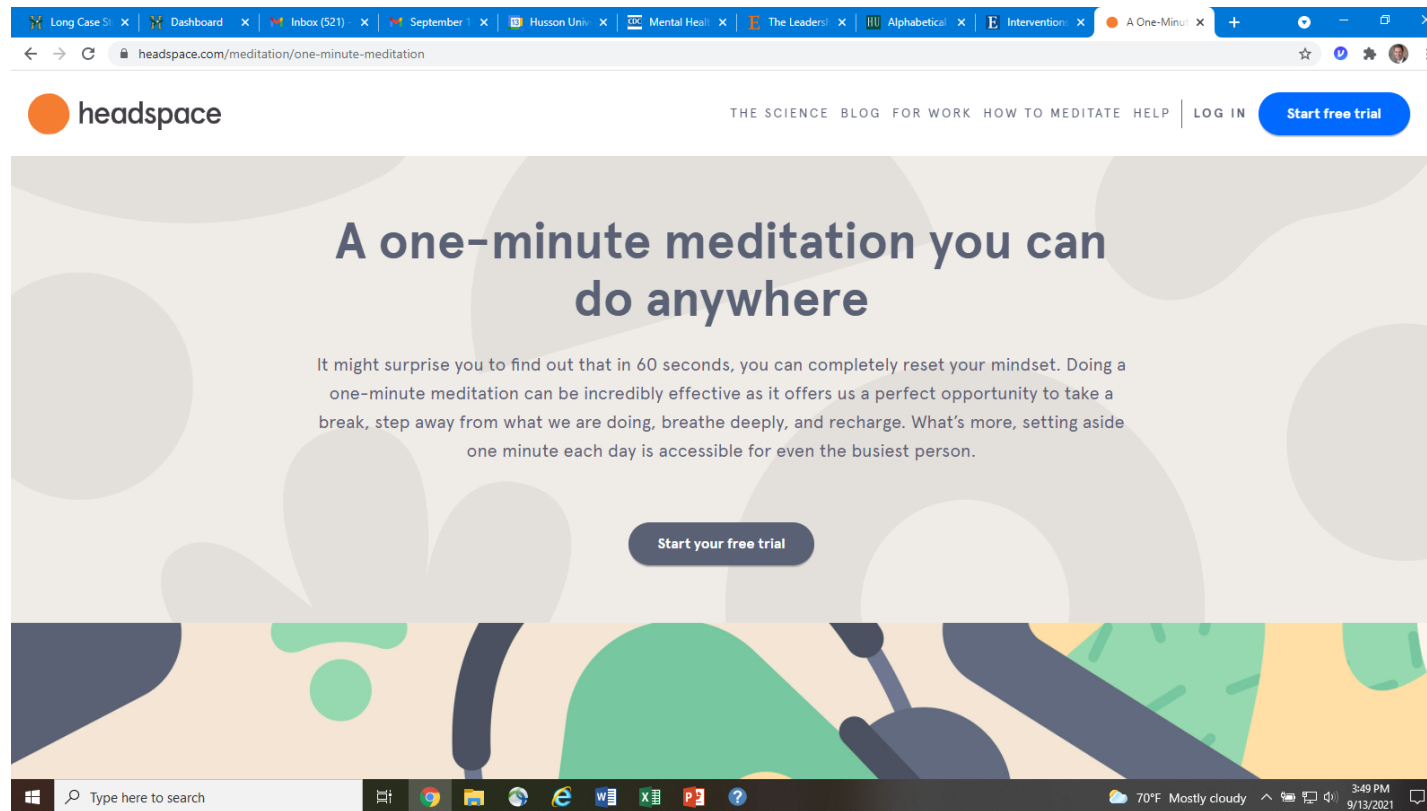 Long Case St
Dashboard
Inbox (521) -
September 1
13 Husson Univ
CDC Mental Healt
E The Leadersh
HU Alphabetical
E Interventions
A One-Minut
headspace.com/meditation/one-minute-meditation
headspace
THE SCIENCE BLOG FOR WORK HOW TO MEDITATE HELP LOG IN Start free trial
A one-minute meditation you can
do anywhere
It might surprise you to find out that in 60 seconds, you can completely reset your mindset. Doing a
one-minute meditation can be incredibly effective as it offers us a perfect opportunity to take a
break, step away from what we are doing, breathe deeply, and recharge. What's more, setting aside
one minute each day is accessible for even the busiest person.
Start your free trial
Type here to search
70°F Mostly cloudy
3:49 PM
9/13/2021